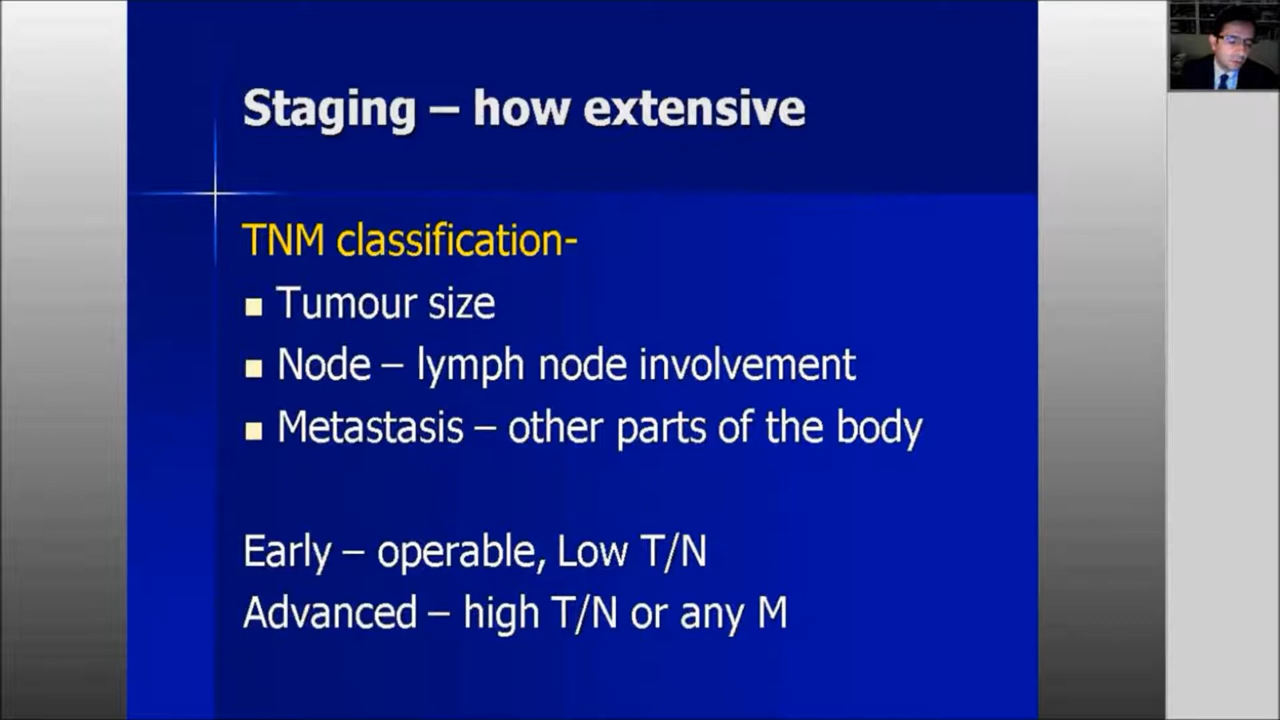 Staging – how extensive
TNM classification-
Tumour size
Node – lymph node involvement
Metastasis – other parts of the body
Early – operable, Low T/N
Advanced – high T/N or any M